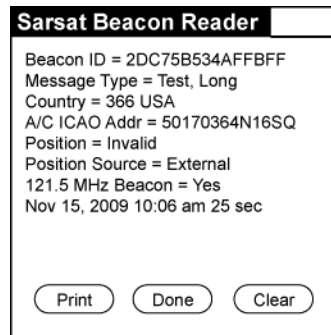 Sarsat Beacon Reader
Beacon ID = 2DC75B534AFFBFF
Message Type = Test, Long
Country = 366 USA
A/C ICAO Addr = 50170364N16SQ
Position = Invalid
Position Source = External
121.5 MHz Beacon = Yes
Nov 15, 2009 10:06 am 25 sec
Print Done Clear